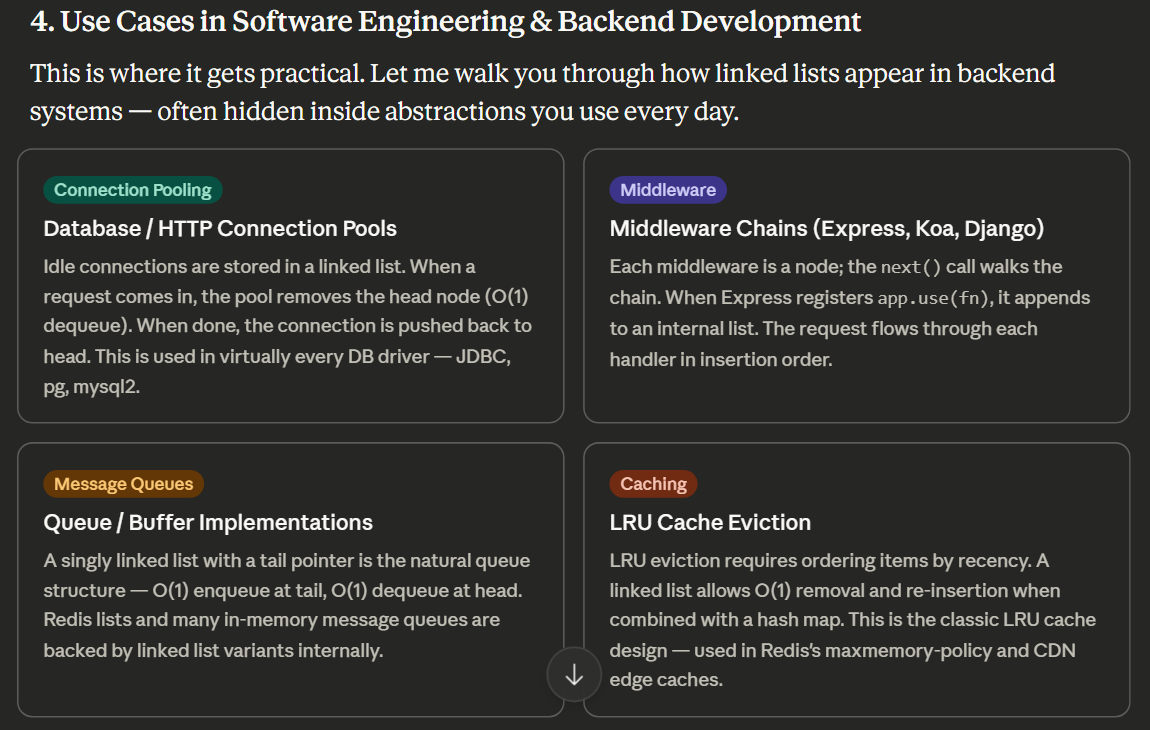 4. Use Cases in Software Engineering & Backend Development
This is where it gets practical. Let me walk you through how linked lists appear in backend
systems — often hidden inside abstractions you use every day.
Connection Pooling
Database / HTTP Connection Pools
Idle connections are stored in a linked list. When a
request comes in, the pool removes the head node (O(1)
dequeue). When done, the connection is pushed back to
head. This is used in virtually every DB driver — JDBC,
pg, mysql2.
Middleware
Middleware Chains (Express, Koa, Django)
Each middleware is a node; the next() call walks the
chain. When Express registers app.use(fn), it appends
to an internal list. The request flows through each
handler in insertion order.
Message Queues
Queue / Buffer Implementations
A singly linked list with a tail pointer is the natural queue
structure — O(1) enqueue at tail, O(1) dequeue at head.
Redis lists and many in-memory message queues are
backed by linked list variants internally.
Caching
LRU Cache Eviction
LRU eviction requires ordering items by recency. A
linked list allows O(1) removal and re-insertion when
combined with a hash map. This is the classic LRU cache
design — used in Redis's maxmemory-policy and CDN
edge caches.